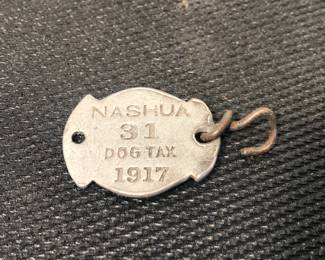 NASHUA
31
DOG TAX
1917